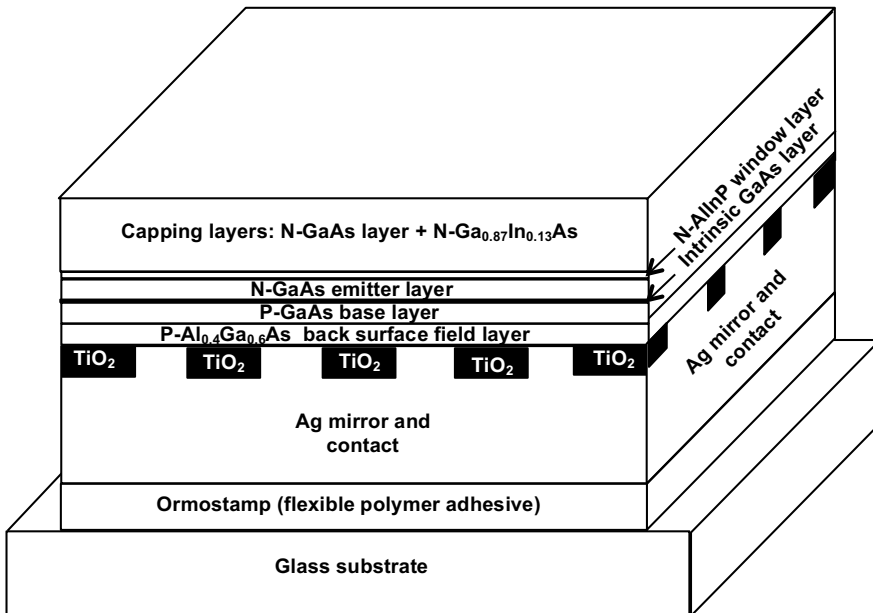 Capping layers: N-GaAs layer + N-Ga₀.₈₇In₀.₁₃As
N-AlInP window layer
Intrinsic GaAs layer
N-GaAs emitter layer
P-GaAs base layer
P-Al₀.₄Ga₀.₆As back surface field layer
TiO₂ TiO₂ TiO₂ TiO₂ TiO₂
Ag mirror and
contact
Ag mirror and
contact
Ormostamp (flexible polymer adhesive)
Glass substrate